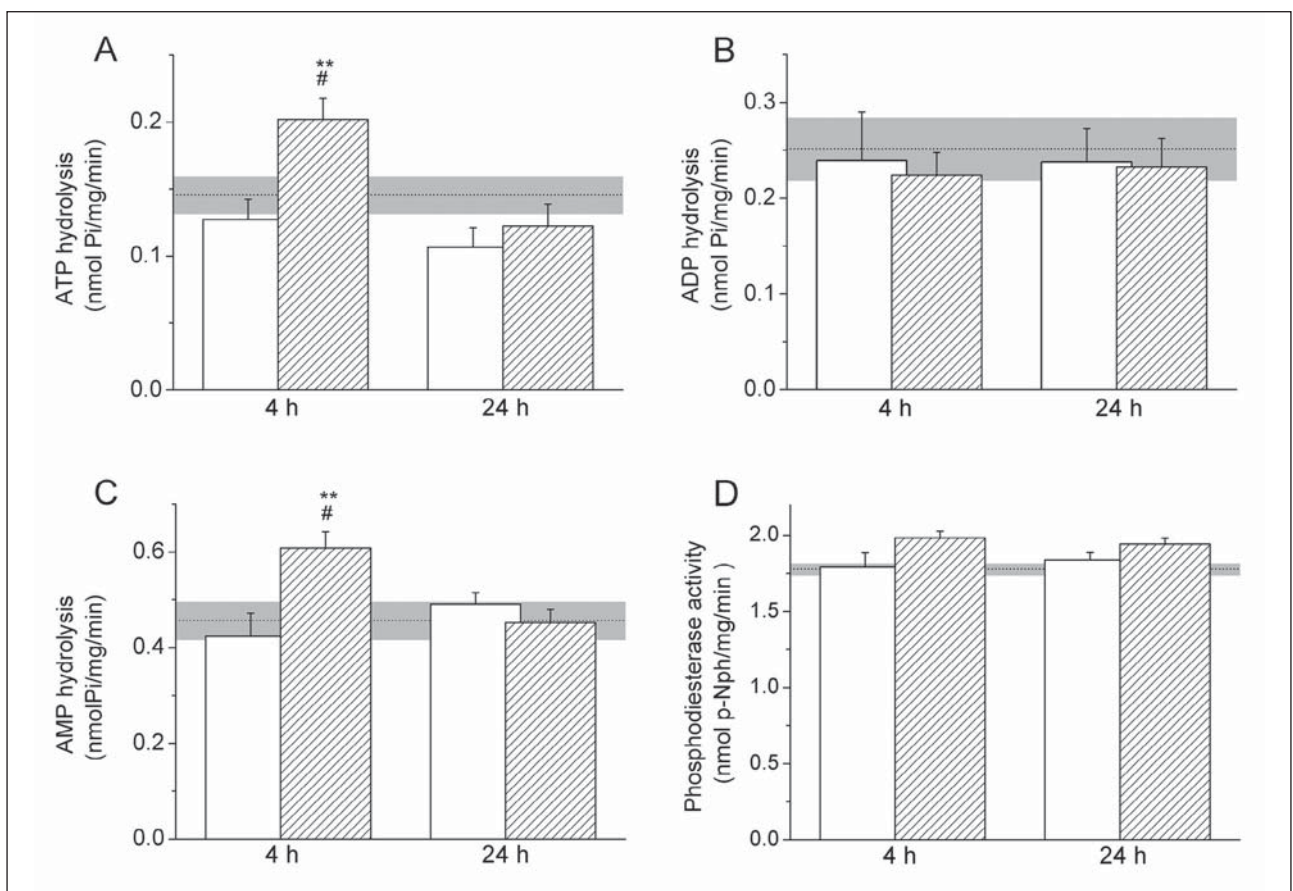 A
ATP hydrolysis
(nmol Pi/mg/min)
0.2
0.1
0.0
**
#
4 h
24 h
B
ADP hydrolysis
(nmol Pi/mg/min)
0.3
0.2
0.1
0.0
4 h
24 h
C
AMP hydrolysis
(nmolPi/mg/min)
0.6
0.4
0.2
0.0
**
#
4 h
24 h
D
Phosphodiesterase activity
(nmol p-Nph/mg/min )
2.0
1.5
1.0
0.5
0.0
4 h
24 h